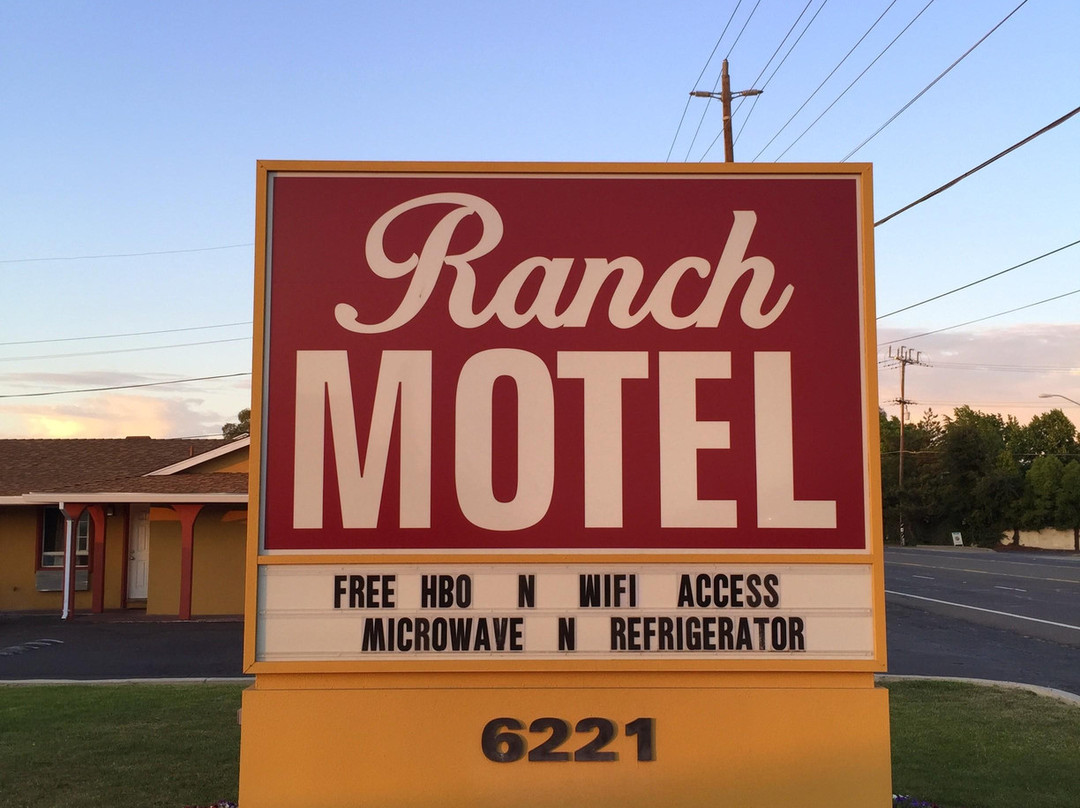 Ranch
MOTEL
FREE HBO N WIFI ACCESS
MICROWAVE N REFRIGERATOR
6221